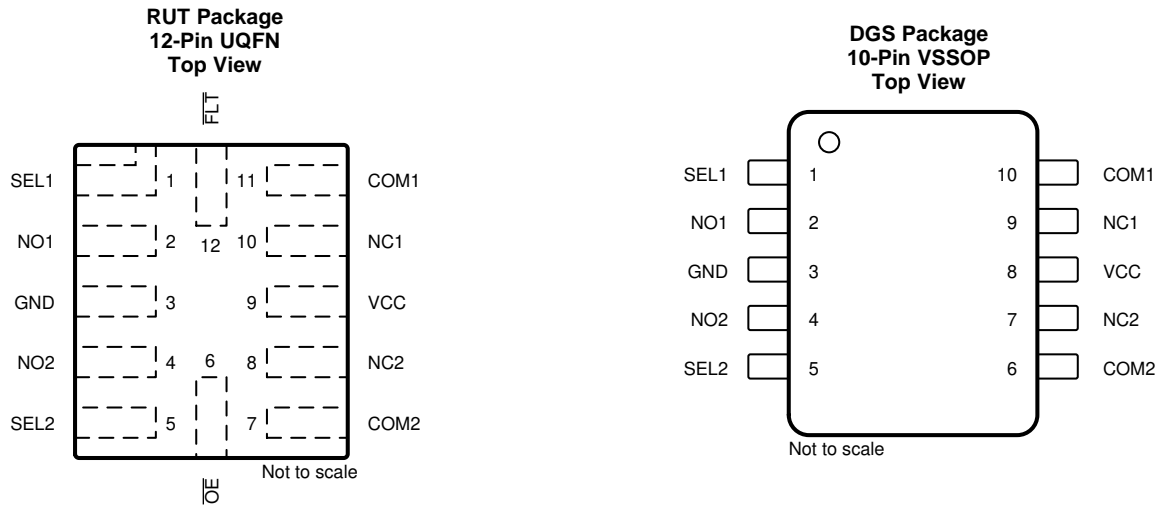 RUT Package
12-Pin UQFN
Top View
FLT
SEL1 1 11 COM1
NO1 2 12 10 NC1
GND 3 9 VCC
NO2 4 6 8 NC2
SEL2 5 7 COM2
Not to scale
OE
DGS Package
10-Pin VSSOP
Top View
SEL1 1 10 COM1
NO1 2 9 NC1
GND 3 8 VCC
NO2 4 7 NC2
SEL2 5 6 COM2
Not to scale